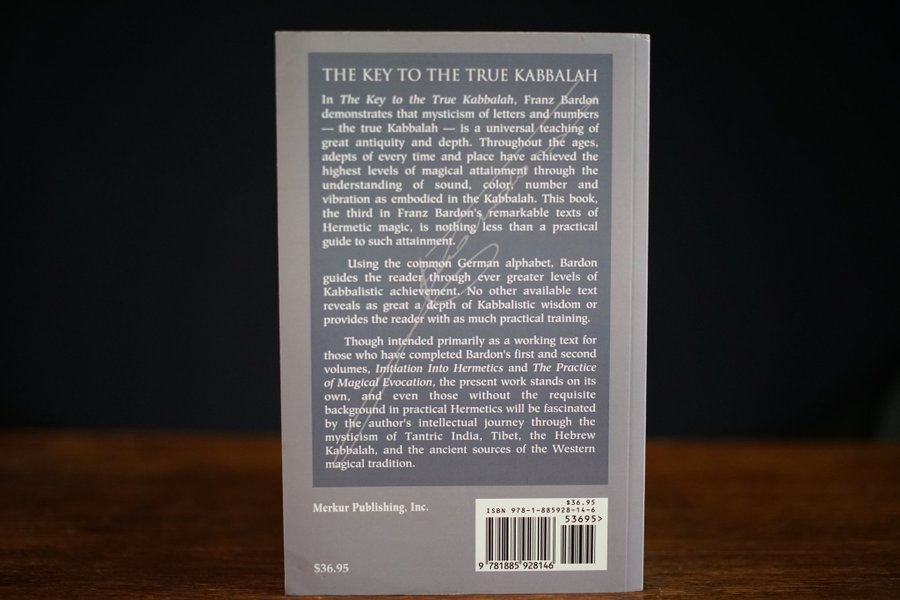 THE KEY TO THE TRUE KABBALAH
In The Key to the True Kabbalah, Franz Bardon
demonstrates that mysticism of letters and numbers
— the true Kabbalah — is a universal teaching of
great antiquity and depth. Throughout the ages,
adepts of every time and place have achieved the
highest levels of magical attainment through the
understanding of sound, color, number and
vibration as embodied in the Kabbalah. This book,
the third in Franz Bardon's remarkable texts of
Hermetic magic, is nothing less than a practical
guide to such attainment.
Using the common German alphabet, Bardon
guides the reader through ever greater levels of
Kabbalistic achievement. No other available text
reveals as great a depth of Kabbalistic wisdom or
provides the reader with as much practical training.
Though intended primarily as a working text for
those who have completed Bardon's first and second
volumes, Initiation Into Hermetics and The Practice
of Magical Evocation, the present work stands on its
own, and even those without the requisite
background in practical Hermetics will be fascinated
by the author's intellectual journey through the
mysticism of Tantric India, Tibet, the Hebrew
Kabbalah, and the ancient sources of the Western
magical tradition.
Merkur Publishing, Inc.
$36.95
$36.95
ISBN 978-1-885928-14-6
53695>
9 781885 928146